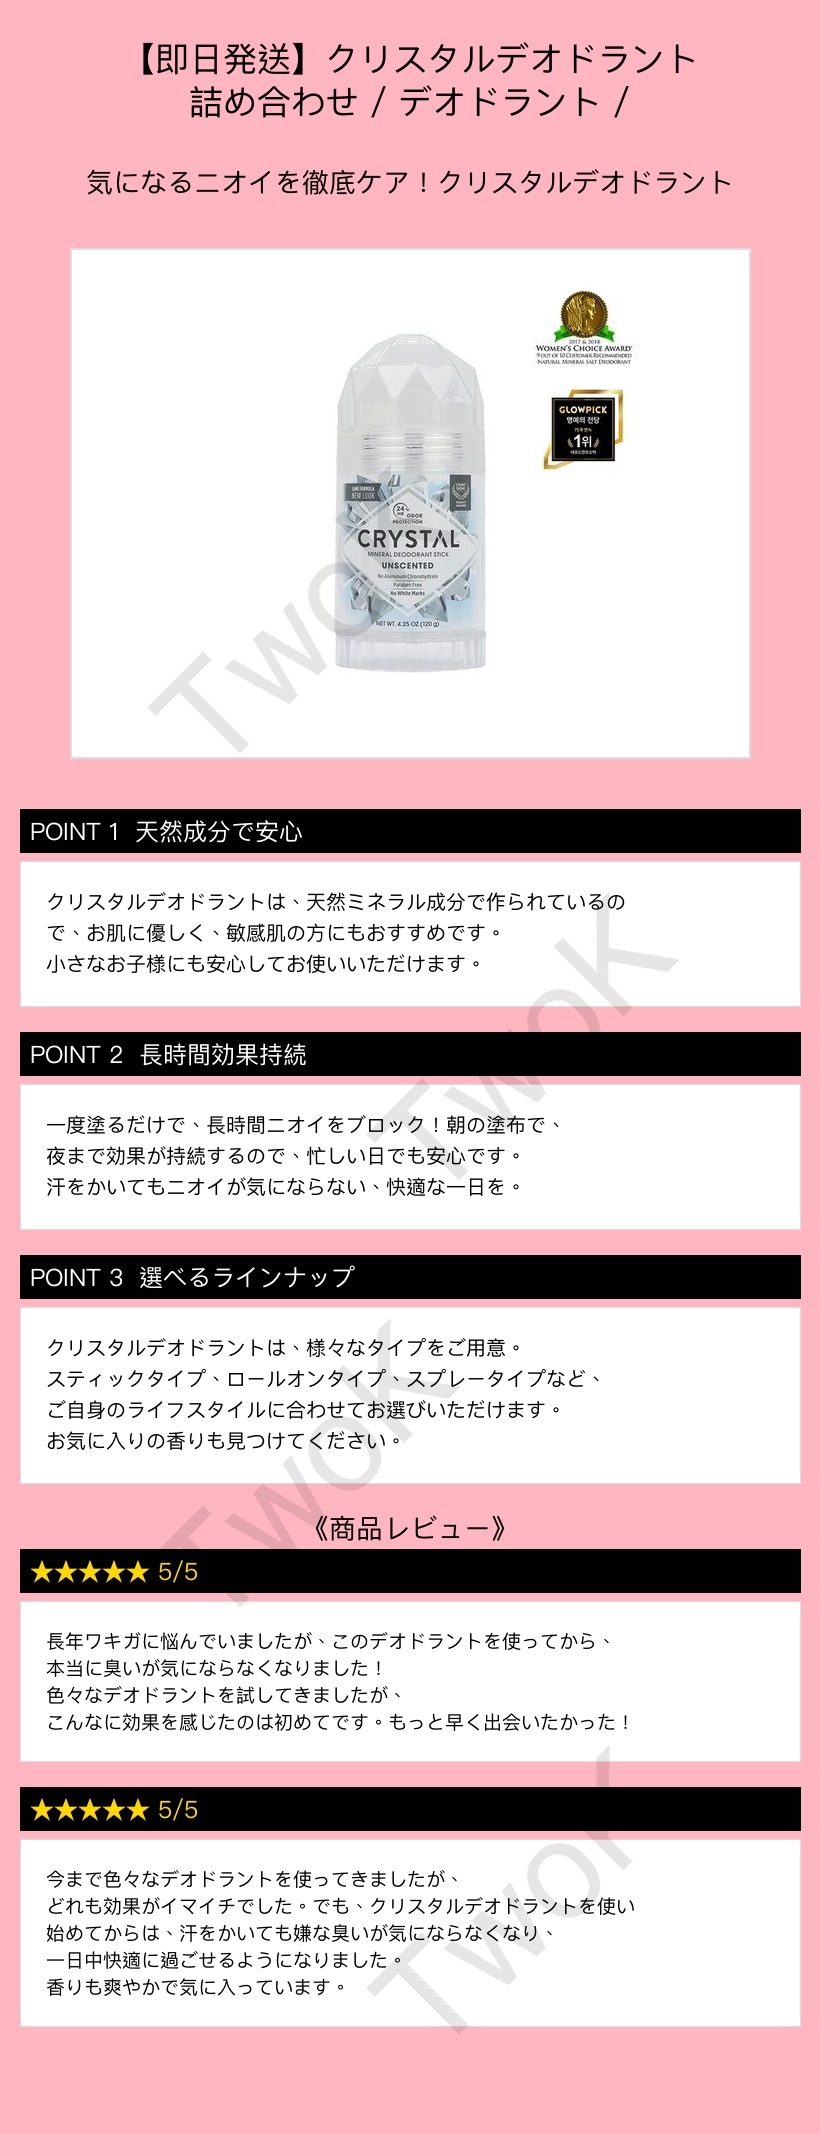 【即日発送】クリスタルデオドラント
詰め合わせ / デオドラント /
気になるニオイを徹底ケア！クリスタルデオドラント
2017 & 2018
WOMEN'S CHOICE AWARD
9 OUT OF 10 CUSTOMER RECOMMENDED
NATURAL MINERAL SALT DEODORANT
GLOWPICK
명예의 전당
1위
SAME FORMULA
NEW LOOK
24 HR ODOR
PROTECTION
CRYSTAL
MINERAL DEODORANT STICK
UNSCENTED
No Aluminum Chlorohydrate
Paraben Free
No White Marks
NET WT. 4.25 OZ (120 g)
TwoK
POINT 1 天然成分で安心
クリスタルデオドラントは、天然ミネラル成分で作られているの
で、お肌に優しく、敏感肌の方にもおすすめです。
小さなお子様にも安心してお使いいただけます。
TwoK
POINT 2 長時間効果持続
一度塗るだけで、長時間ニオイをブロック！朝の塗布で、
夜まで効果が持続するので、忙しい日でも安心です。
汗をかいてもニオイが気にならない、快適な一日を。
POINT 3 選べるラインナップ
クリスタルデオドラントは、様々なタイプをご用意。
スティックタイプ、ロールオンタイプ、スプレータイプなど、
ご自身のライフスタイルに合わせてお選びいただけます。
お気に入りの香りも見つけてください。
TwoK
《商品レビュー》
★★★★★ 5/5
長年ワキガに悩んでいましたが、このデオドラントを使ってから、
本当に臭いが気にならなくなりました！
色々なデオドラントを試してきましたが、
こんなに効果を感じたのは初めてです。もっと早く出会いたかった！
★★★★★ 5/5
今まで色々なデオドラントを使ってきましたが、
どれも効果がイマイチでした。でも、クリスタルデオドラントを使い
始めてからは、汗をかいても嫌な臭いが気にならなくなり、
一日中快適に過ごせるようになりました。
香りも爽やかで気に入っています。
TwoK